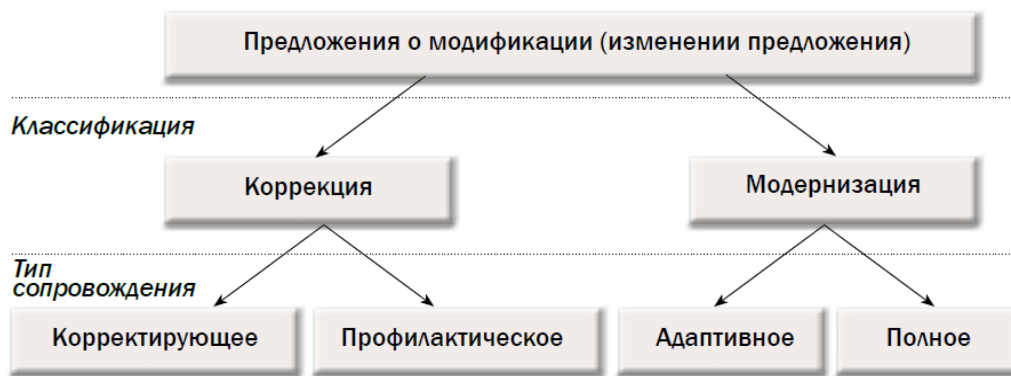 Предложения о модификации (изменении предложения)
Классификация
Коррекция
Модернизация
Тип
сопровождения
Корректирующее
Профилактическое
Адаптивное
Полное